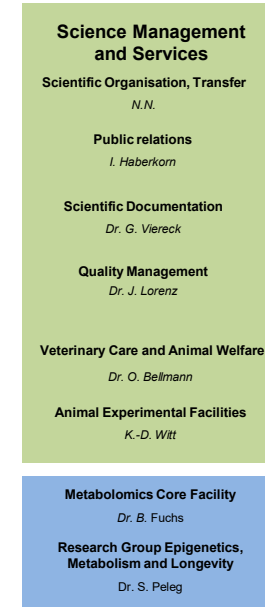 Science Management
and Services
Scientific Organisation, Transfer
N.N.
Public relations
I. Haberkorn
Scientific Documentation
Dr. G. Viereck
Quality Management
Dr. J. Lorenz
Veterinary Care and Animal Welfare
Dr. O. Bellmann
Animal Experimental Facilities
K.-D. Witt
Metabolomics Core Facility
Dr. B. Fuchs
Research Group Epigenetics,
Metabolism and Longevity
Dr. S. Peleg